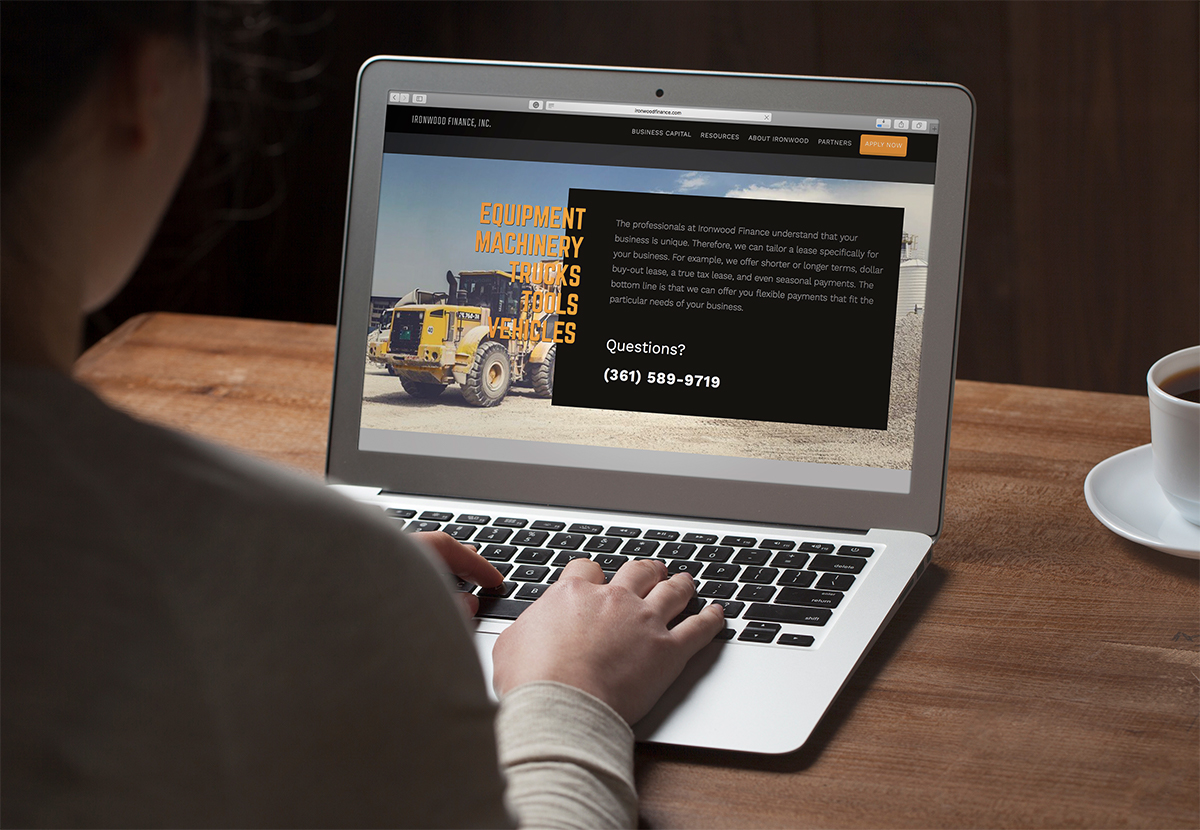 ironwoodfinance.com
IRONWOOD FINANCE, INC.
BUSINESS CAPITAL RESOURCES ABOUT IRONWOOD PARTNERS APPLY NOW
EQUIPMENT
MACHINERY
TRUCKS
TOOLS
VEHICLES
The professionals at Ironwood Finance understand that your
business is unique. Therefore, we can tailor a lease specifically for
your business. For example, we offer shorter or longer terms, dollar
buy-out lease, a true tax lease, and even seasonal payments. The
bottom line is that we can offer you flexible payments that fit the
particular needs of your business.
Questions?
(361) 589-9719
40
delete
return
shift
R T Y U O P
G
B